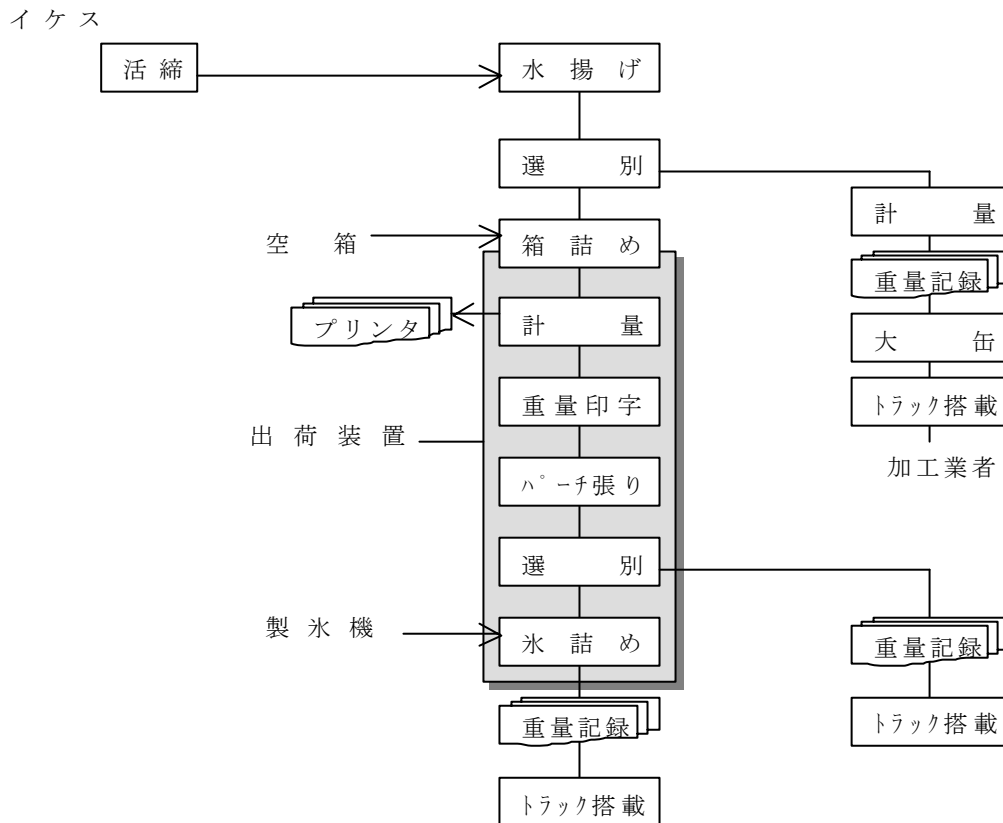 イケス
活締
水揚げ
選別
計量
空箱
箱詰め
重量記録
プリンタ
計量
大缶
重量印字
トラック搭載
出荷装置
加工業者
パーチ張り
選別
製氷機
氷詰め
重量記録
重量記録
トラック搭載
トラック搭載